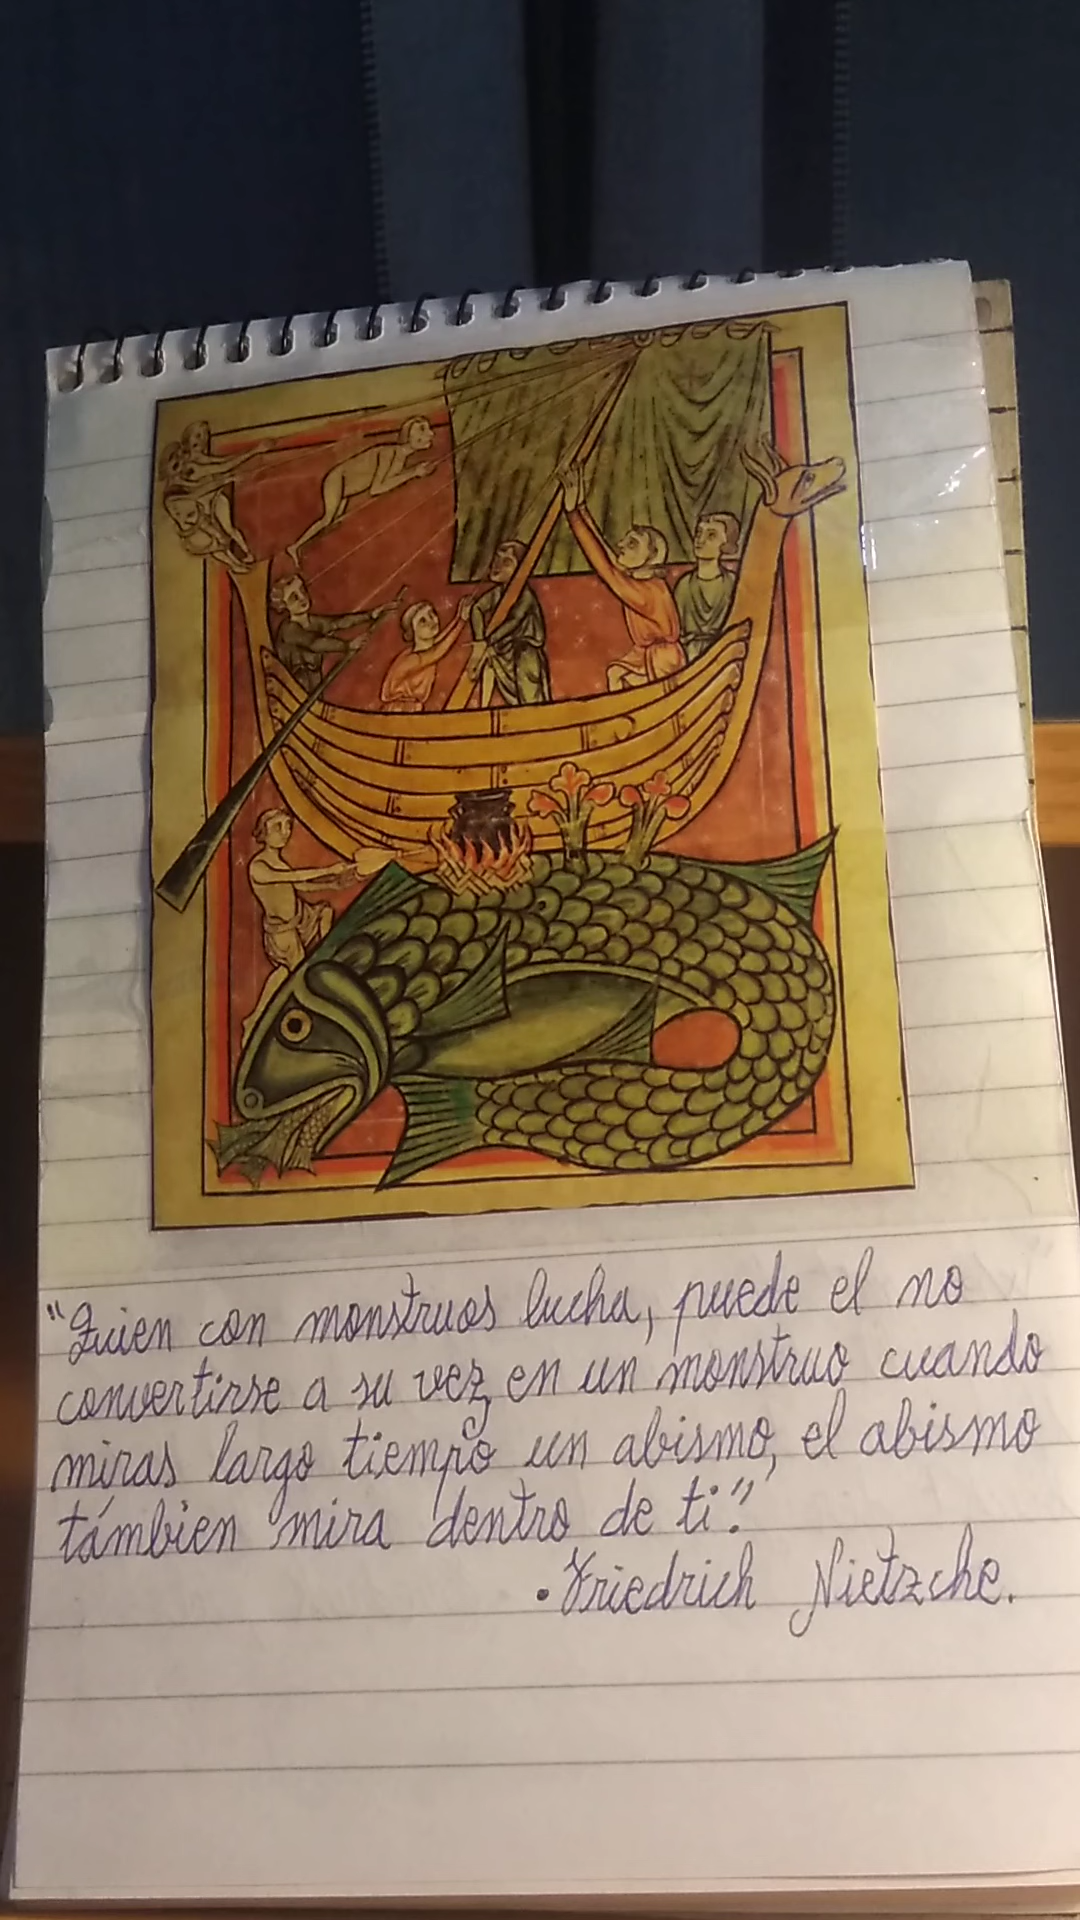 "Quien con monstruos lucha, puede el no
convertirse a su vez en un monstruo cuando
miras largo tiempo un abismo, el abismo
támbien mira dentro de ti."
• Friedrich Nietzche.